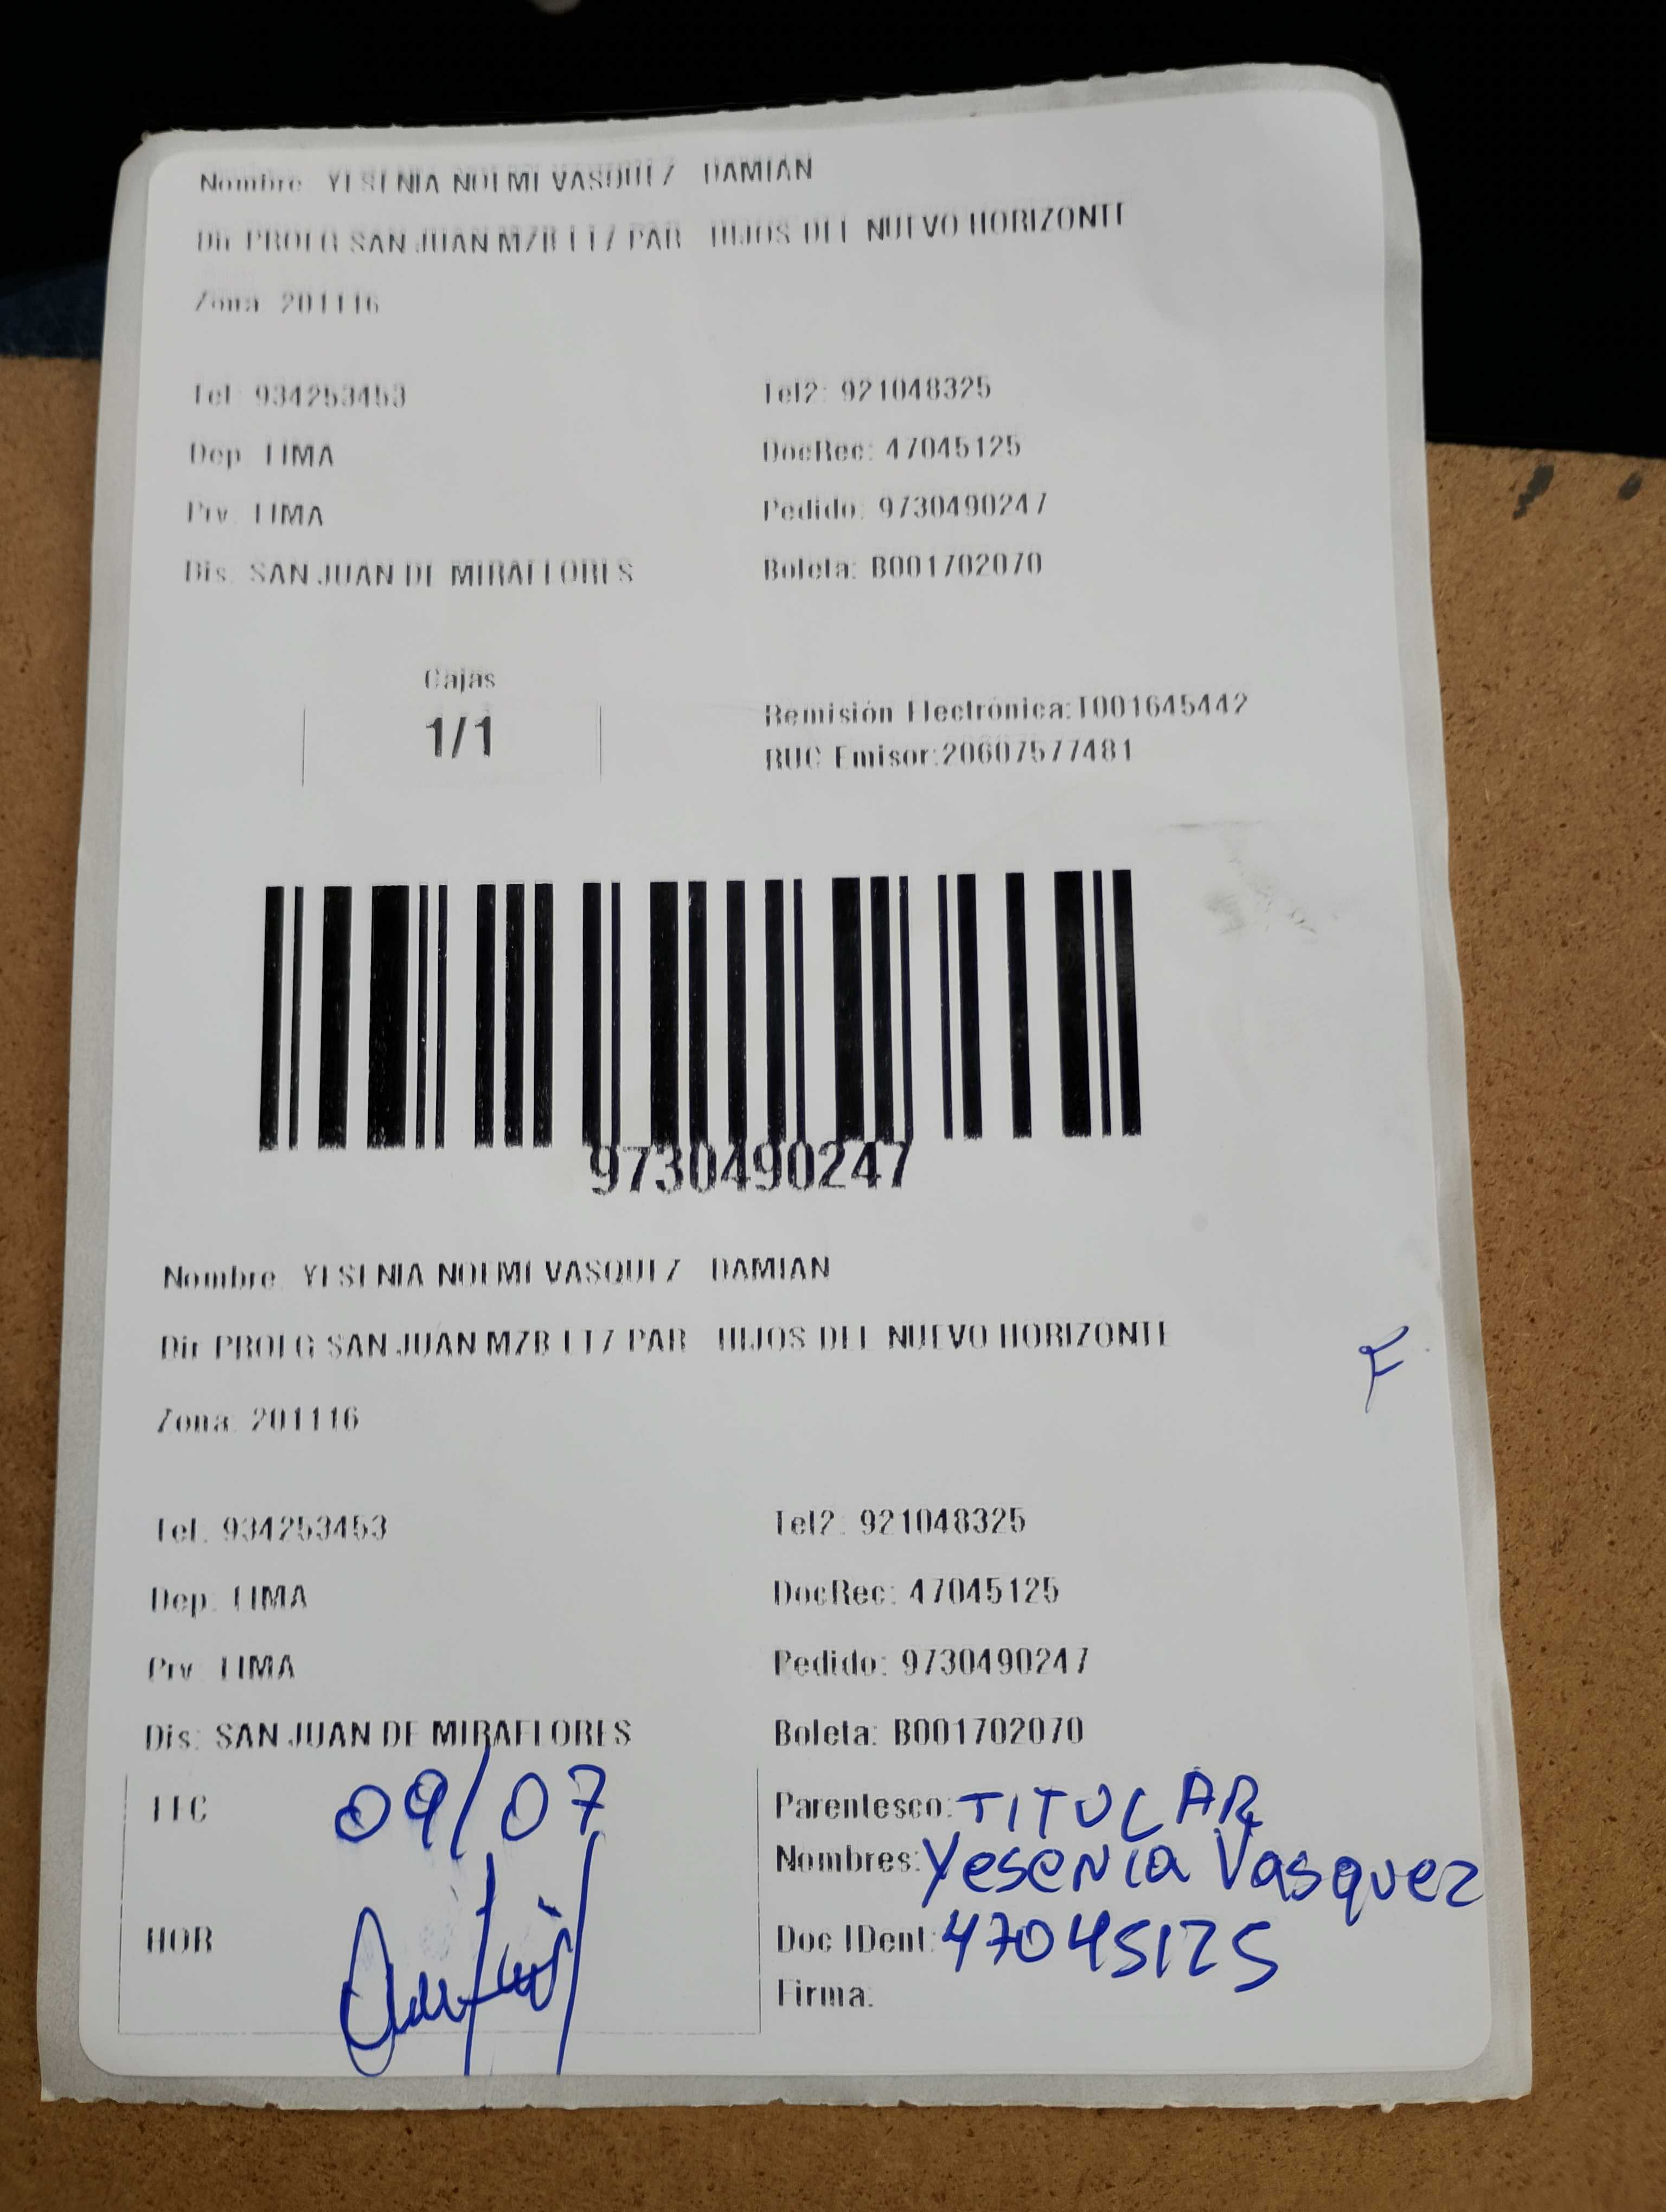 Nombre: YESENIA NOEMI VASQUEZ DAMIAN
Dir PROLG SAN JUAN MZB LT7 PAR HIJOS DEL NUEVO HORIZONTE
Zona: 201116
Tel: 934253453 Tel2: 921048325
Dep: LIMA DocRec: 47045125
Prv: LIMA Pedido: 9730490247
Dis: SAN JUAN DE MIRAFLORES Boleta: B001702070
Cajas
1/1
Remisión Electrónica:T001645442
RUC Emisor:20607577481
9730490247
Nombre: YESENIA NOEMI VASQUEZ DAMIAN
Dir PROLG SAN JUAN MZB LT7 PAR HIJOS DEL NUEVO HORIZONTE
F
Zona: 201116
Tel: 934253453 Tel2: 921048325
Dep: LIMA DocRec: 47045125
Prv: LIMA Pedido: 9730490247
Dis: SAN JUAN DE MIRAFLORES Boleta: B001702070
FEC 09/07 Parentesco: TITULAR
Nombres: Yesenia Vasquez
HOR Doc IDent: 47045125
Firma: